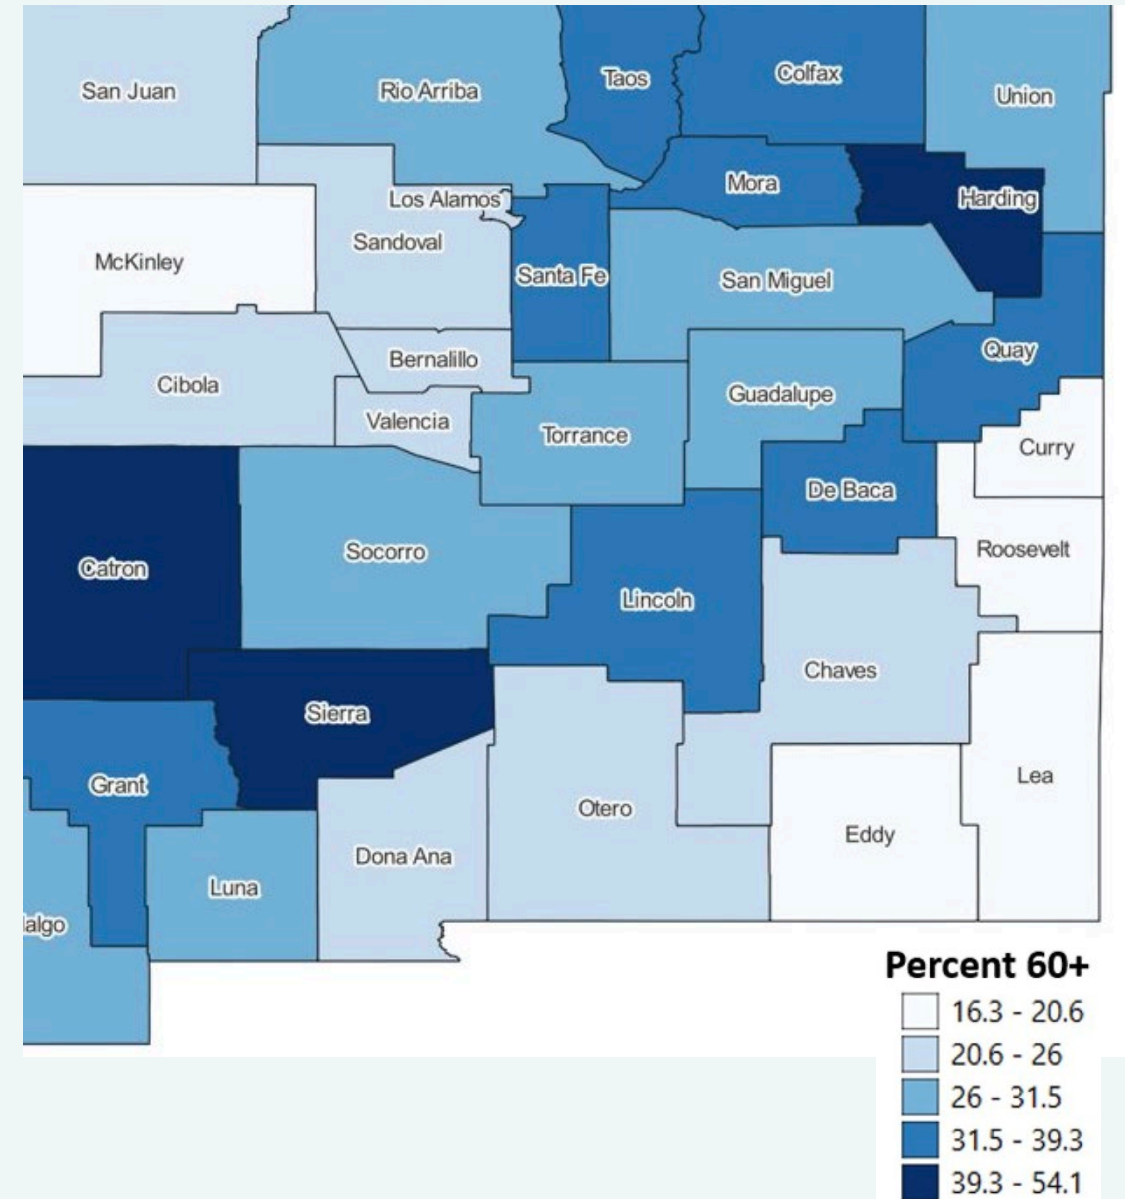 San Juan
Rio Arriba
Taos
Colfax
Union
Los Alamos
Mora
Harding
McKinley
Sandoval
Santa Fe
San Miguel
Cibola
Bernalillo
Valencia
Torrance
Guadalupe
Quay
Curry
De Baca
Catron
Socorro
Lincoln
Roosevelt
Sierra
Chaves
Grant
Otero
Lea
Eddy
Dona Ana
Luna
algo
Percent 60+
16.3 - 20.6
20.6 - 26
26 - 31.5
31.5 - 39.3
39.3 - 54.1